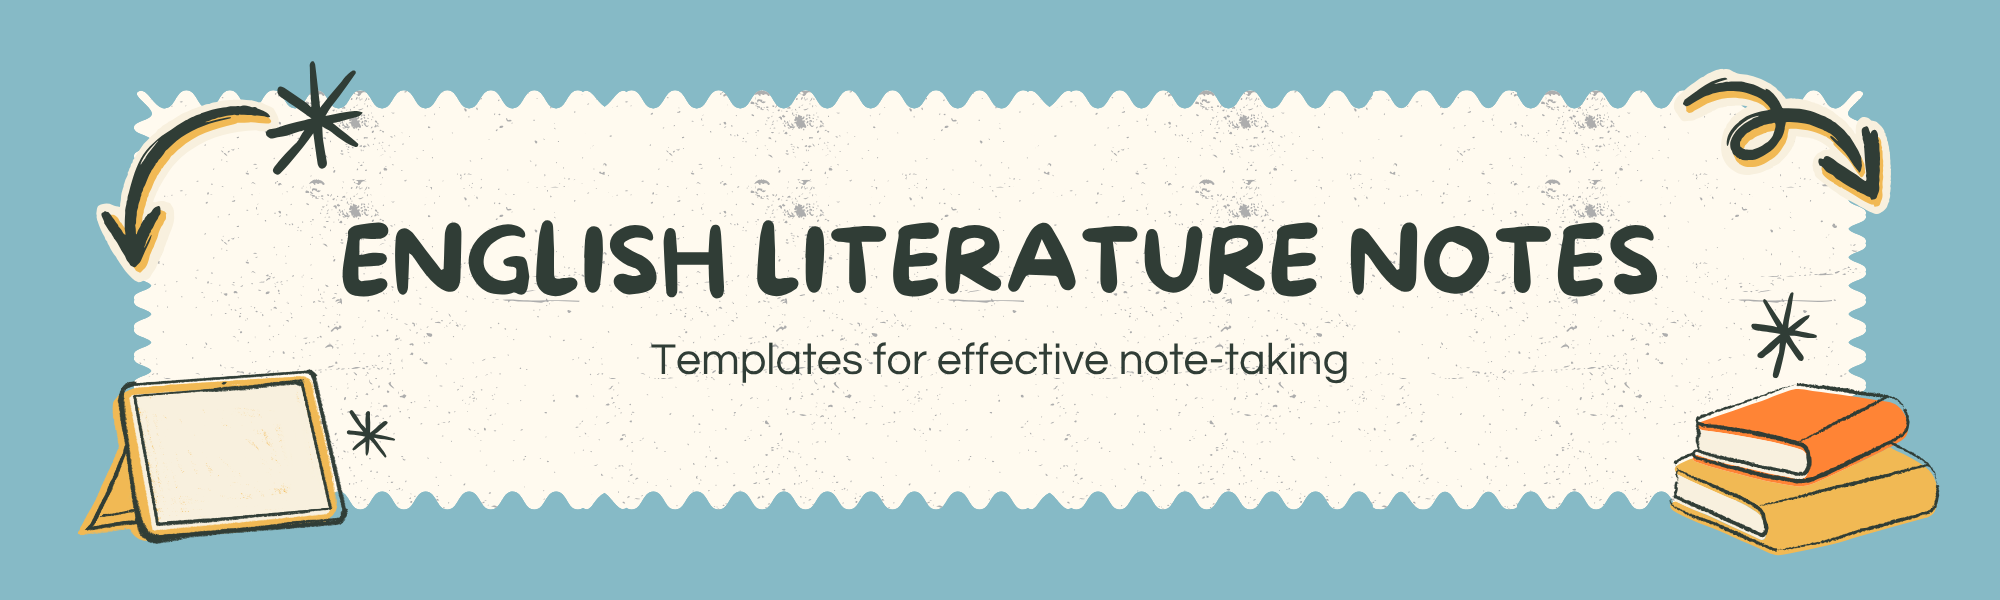 ENGLISH LITERATURE NOTES
Templates for effective note-taking